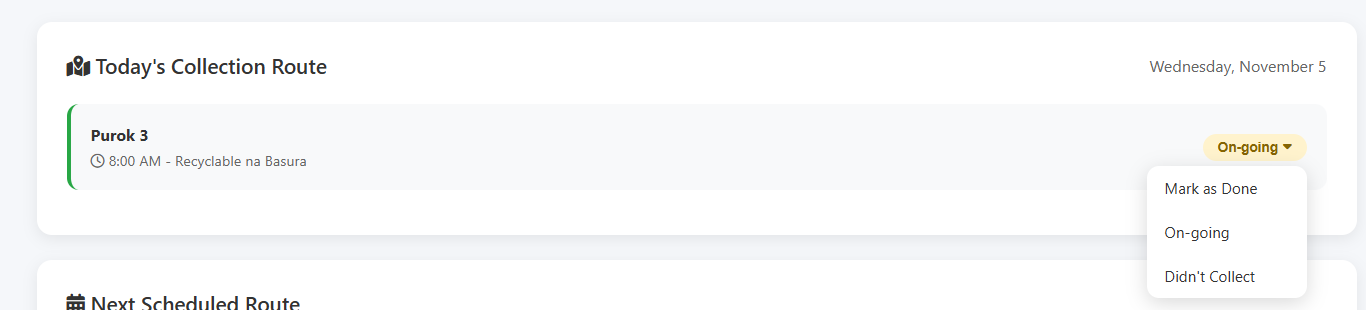 Today's Collection Route
Wednesday, November 5
Purok 3
8:00 AM - Recyclable na Basura
On-going
Mark as Done
On-going
Didn't Collect
Next Scheduled Route